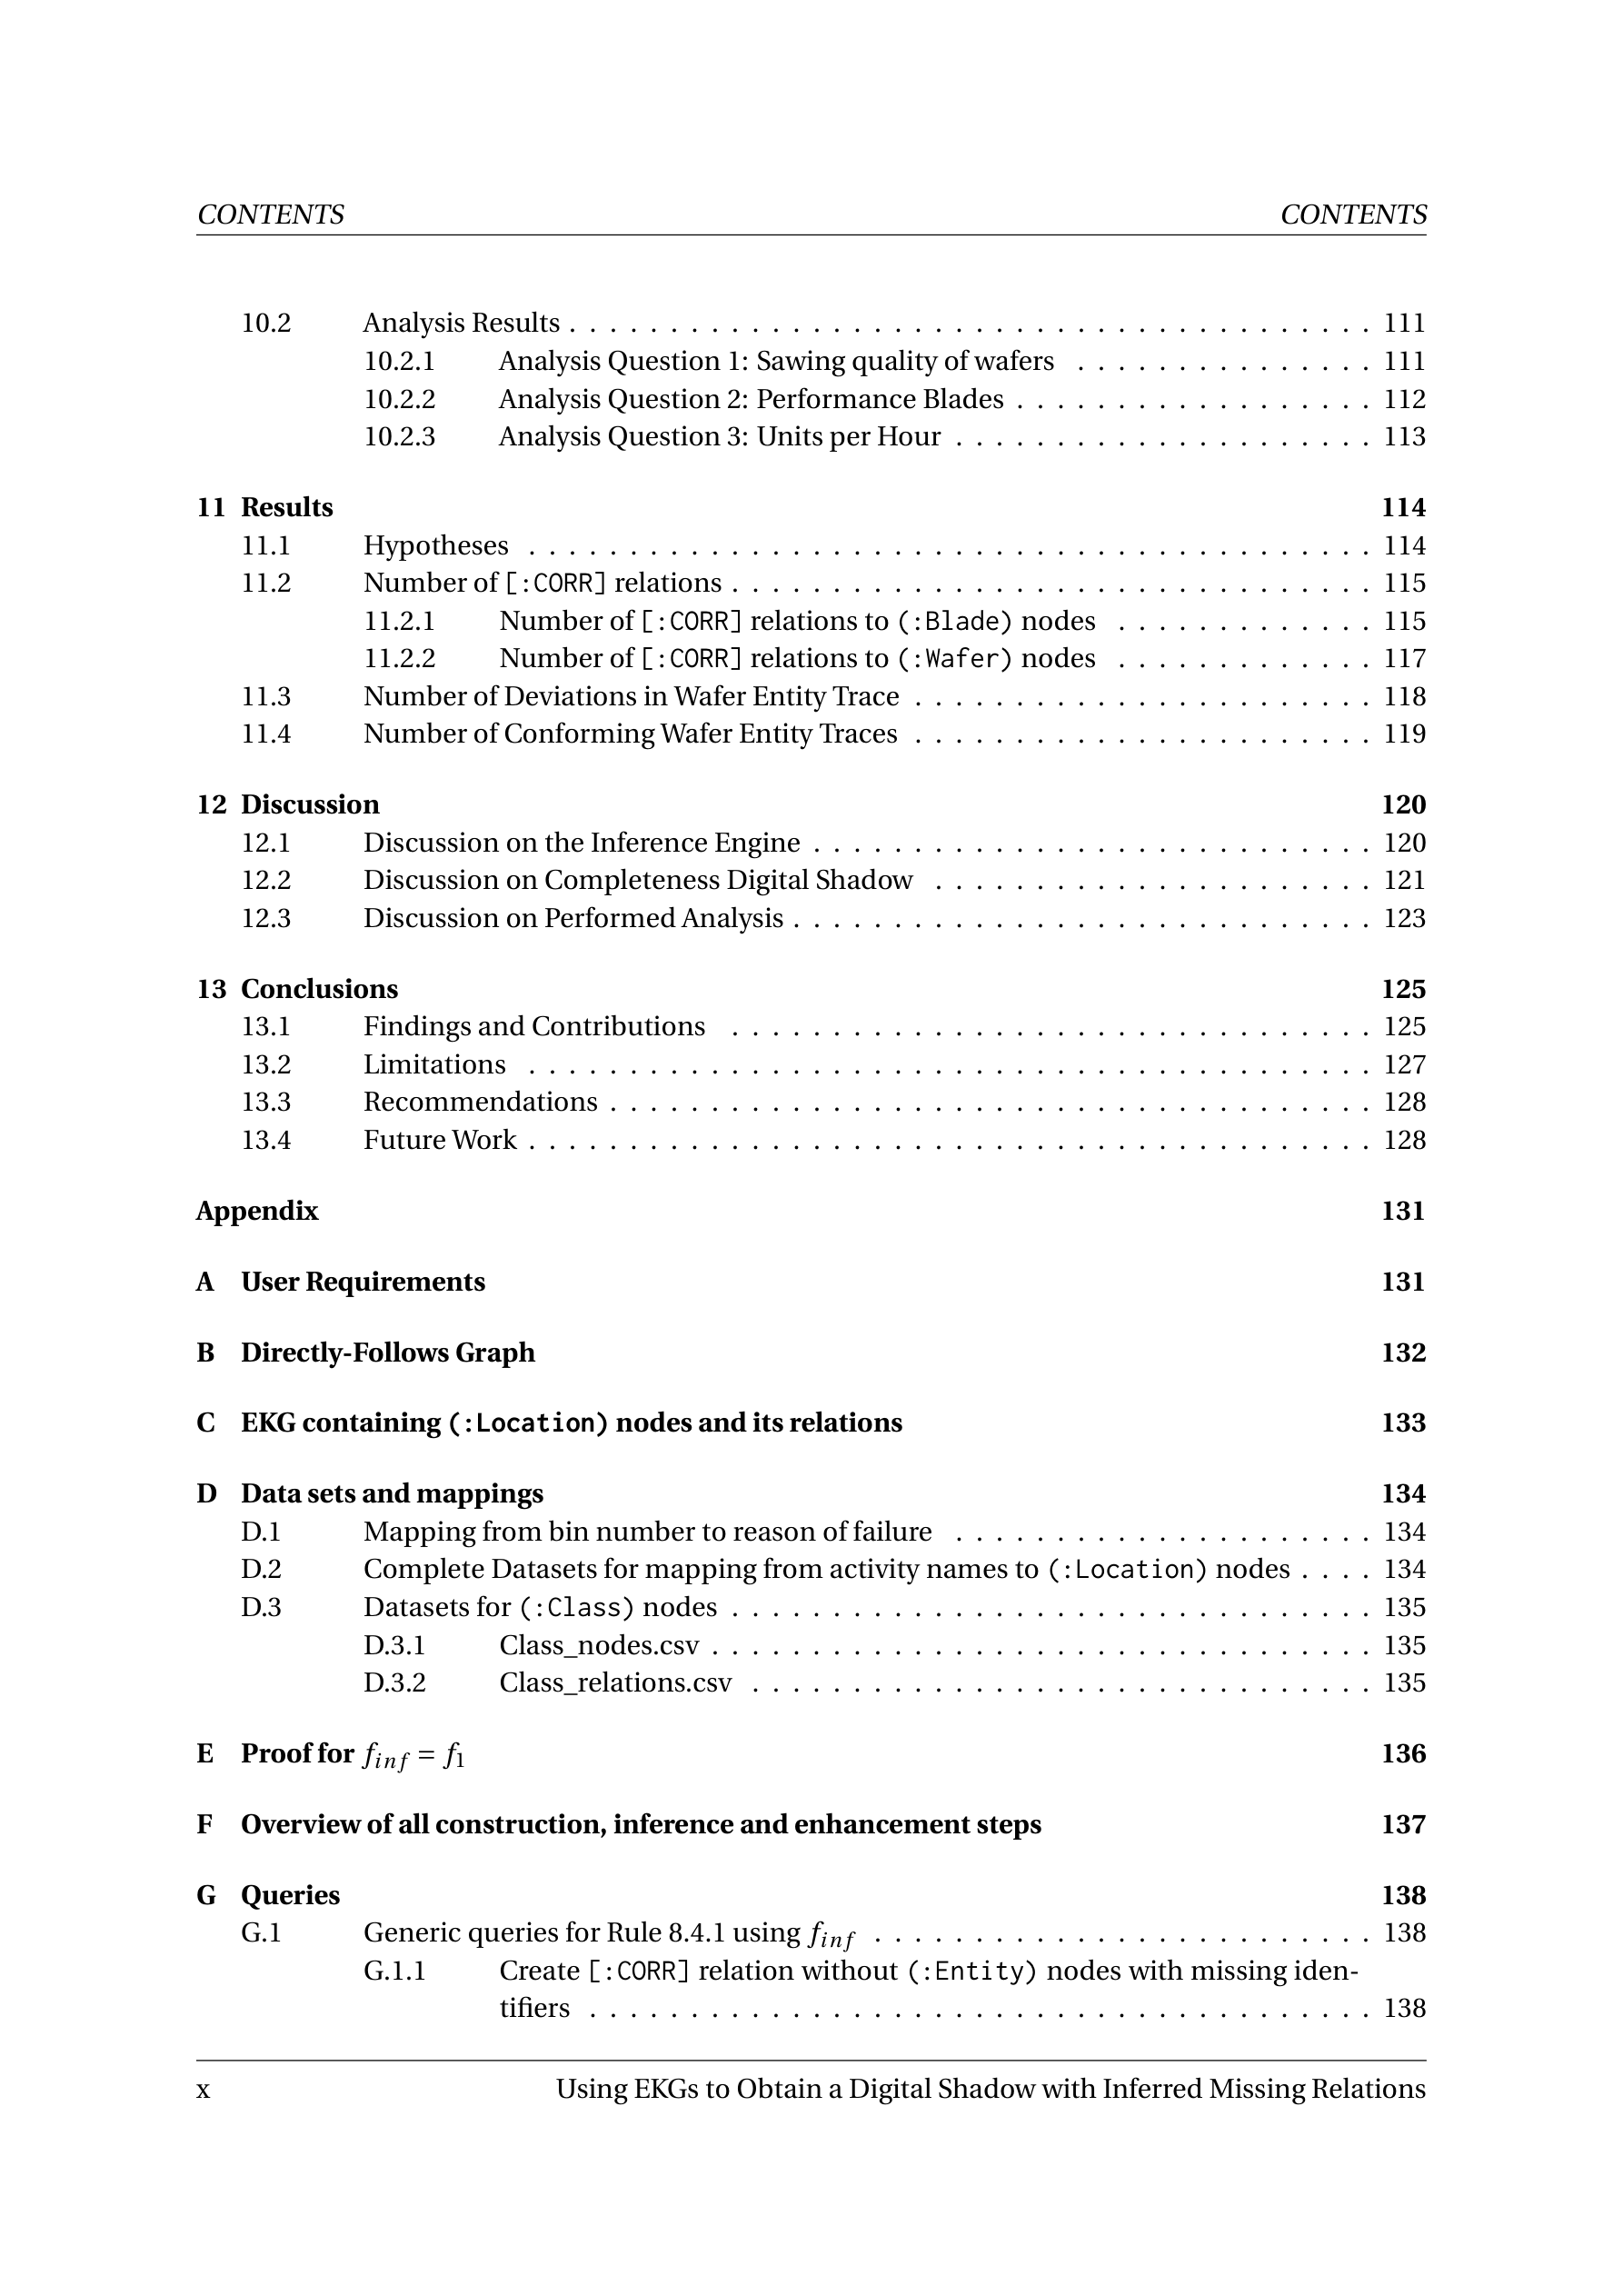 CONTENTS CONTENTS
10.2 Analysis Results . . . . . . . . . . . . . . . . . . . . . . . . . . . . . . . . . . . . . . . . 111
10.2.1 Analysis Question 1: Sawing quality of wafers . . . . . . . . . . . . . . . 111
10.2.2 Analysis Question 2: Performance Blades . . . . . . . . . . . . . . . . . . 112
10.2.3 Analysis Question 3: Units per Hour . . . . . . . . . . . . . . . . . . . . . 113
11 Results 114
11.1 Hypotheses . . . . . . . . . . . . . . . . . . . . . . . . . . . . . . . . . . . . . . . . . . 114
11.2 Number of [:CORR] relations . . . . . . . . . . . . . . . . . . . . . . . . . . . . . . . . 115
11.2.1 Number of [:CORR] relations to (:Blade) nodes . . . . . . . . . . . . . 115
11.2.2 Number of [:CORR] relations to (:Wafer) nodes . . . . . . . . . . . . . 117
11.3 Number of Deviations in Wafer Entity Trace . . . . . . . . . . . . . . . . . . . . . . . 118
11.4 Number of Conforming Wafer Entity Traces . . . . . . . . . . . . . . . . . . . . . . . 119
12 Discussion 120
12.1 Discussion on the Inference Engine . . . . . . . . . . . . . . . . . . . . . . . . . . . . 120
12.2 Discussion on Completeness Digital Shadow . . . . . . . . . . . . . . . . . . . . . . 121
12.3 Discussion on Performed Analysis . . . . . . . . . . . . . . . . . . . . . . . . . . . . . 123
13 Conclusions 125
13.1 Findings and Contributions . . . . . . . . . . . . . . . . . . . . . . . . . . . . . . . . 125
13.2 Limitations . . . . . . . . . . . . . . . . . . . . . . . . . . . . . . . . . . . . . . . . . . 127
13.3 Recommendations . . . . . . . . . . . . . . . . . . . . . . . . . . . . . . . . . . . . . . 128
13.4 Future Work . . . . . . . . . . . . . . . . . . . . . . . . . . . . . . . . . . . . . . . . . . 128
Appendix 131
A User Requirements 131
B Directly-Follows Graph 132
C EKG containing (:Location) nodes and its relations 133
D Data sets and mappings 134
D.1 Mapping from bin number to reason of failure . . . . . . . . . . . . . . . . . . . . . 134
D.2 Complete Datasets for mapping from activity names to (:Location) nodes . . . . 134
D.3 Datasets for (:Class) nodes . . . . . . . . . . . . . . . . . . . . . . . . . . . . . . . . 135
D.3.1 Class_nodes.csv . . . . . . . . . . . . . . . . . . . . . . . . . . . . . . . . . 135
D.3.2 Class_relations.csv . . . . . . . . . . . . . . . . . . . . . . . . . . . . . . . 135
E Proof for f_inf = f_1 136
F Overview of all construction, inference and enhancement steps 137
G Queries 138
G.1 Generic queries for Rule 8.4.1 using f_inf . . . . . . . . . . . . . . . . . . . . . . . . . 138
G.1.1 Create [:CORR] relation without (:Entity) nodes with missing iden-
tifiers . . . . . . . . . . . . . . . . . . . . . . . . . . . . . . . . . . . . . . . 138
x Using EKGs to Obtain a Digital Shadow with Inferred Missing Relations